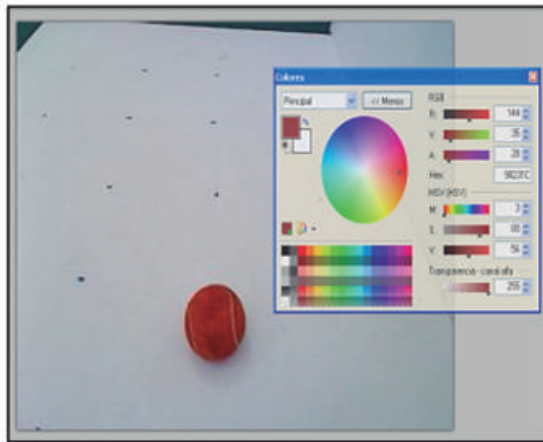 Colores
Principal
<< Menos
RGB
R: 144
V: 35
A: 28
Hex: 90231C
HSV (HSV)
M: 3
S: 80
V: 56
Transparencia - canal alfa
255